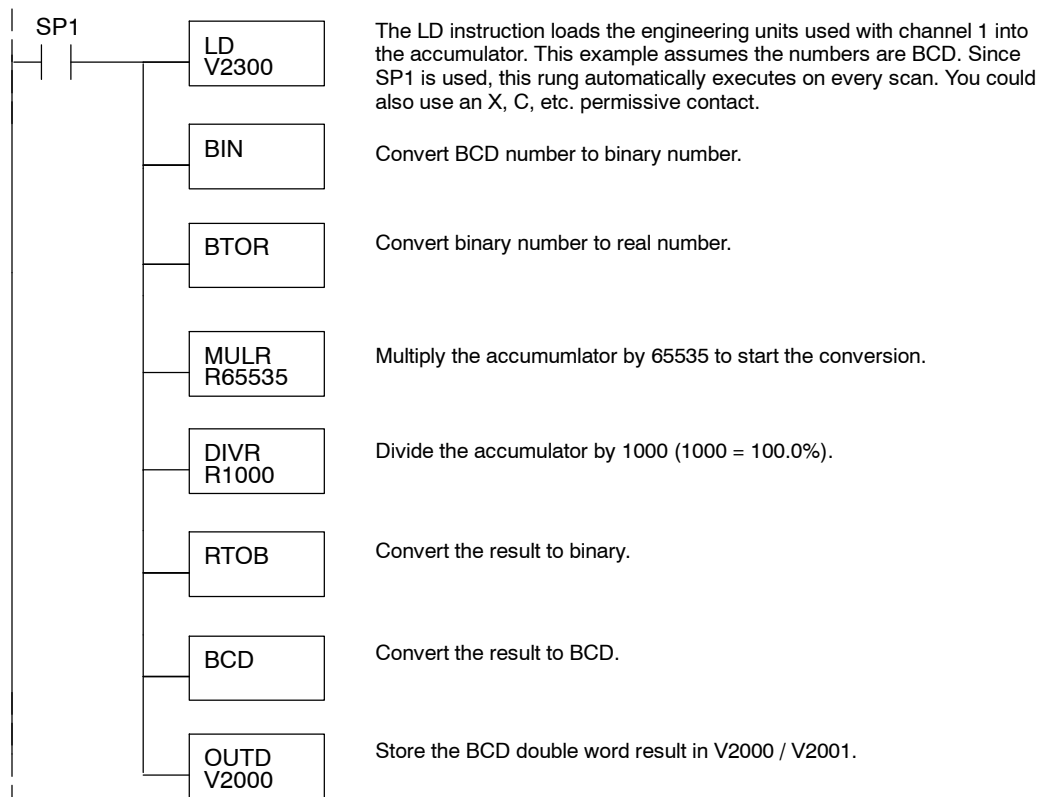 SP1
LD
V2300
The LD instruction loads the engineering units used with channel 1 into
the accumulator. This example assumes the numbers are BCD. Since
SP1 is used, this rung automatically executes on every scan. You could
also use an X, C, etc. permissive contact.
BIN
Convert BCD number to binary number.
BTOR
Convert binary number to real number.
MULR
R65535
Multiply the accumumlator by 65535 to start the conversion.
DIVR
R1000
Divide the accumulator by 1000 (1000 = 100.0%).
RTOB
Convert the result to binary.
BCD
Convert the result to BCD.
OUTD
V2000
Store the BCD double word result in V2000 / V2001.